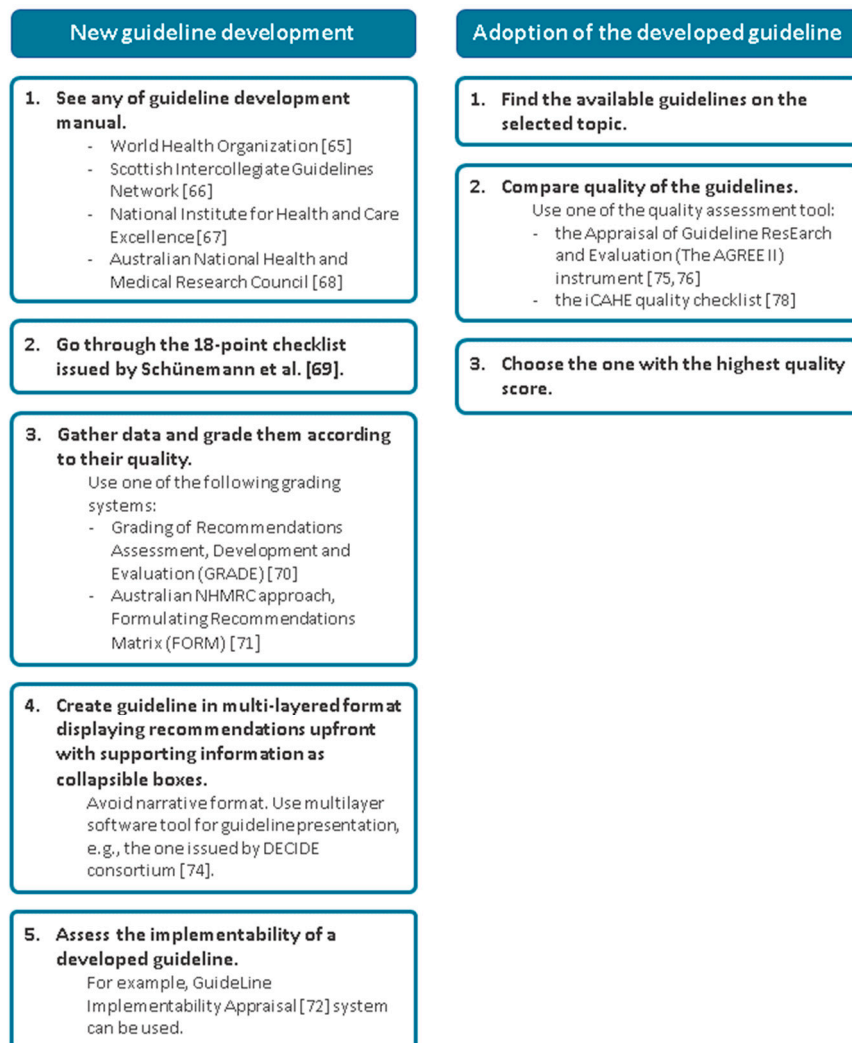 New guideline development
1. See any of guideline development
manual.
- World Health Organization [65]
- Scottish Intercollegiate Guidelines
Network [66]
- National Institute for Health and Care
Excellence [67]
- Australian National Health and
Medical Research Council [68]
2. Go through the 18-point checklist
issued by Schünemann et al. [69].
3. Gather data and grade them according
to their quality.
Use one of the following grading
systems:
- Grading of Recommendations
Assessment, Development and
Evaluation (GRADE) [70]
- Australian NHMRC approach,
Formulating Recommendations
Matrix (FORM) [71]
4. Create guideline in multi-layered format
displaying recommendations upfront
with supporting information as
collapsible boxes.
Avoid narrative format. Use multilayer
software tool for guideline presentation,
e.g., the one issued by DECIDE
consortium [74].
5. Assess the implementability of a
developed guideline.
For example, GuideLine
Implementability Appraisal [72] system
can be used.
Adoption of the developed guideline
1. Find the available guidelines on the
selected topic.
2. Compare quality of the guidelines.
Use one of the quality assessment tool:
- the Appraisal of Guideline ResEarch
and Evaluation (The AGREE II)
instrument [75,76]
- the iCAHE quality checklist [78]
3. Choose the one with the highest quality
score.